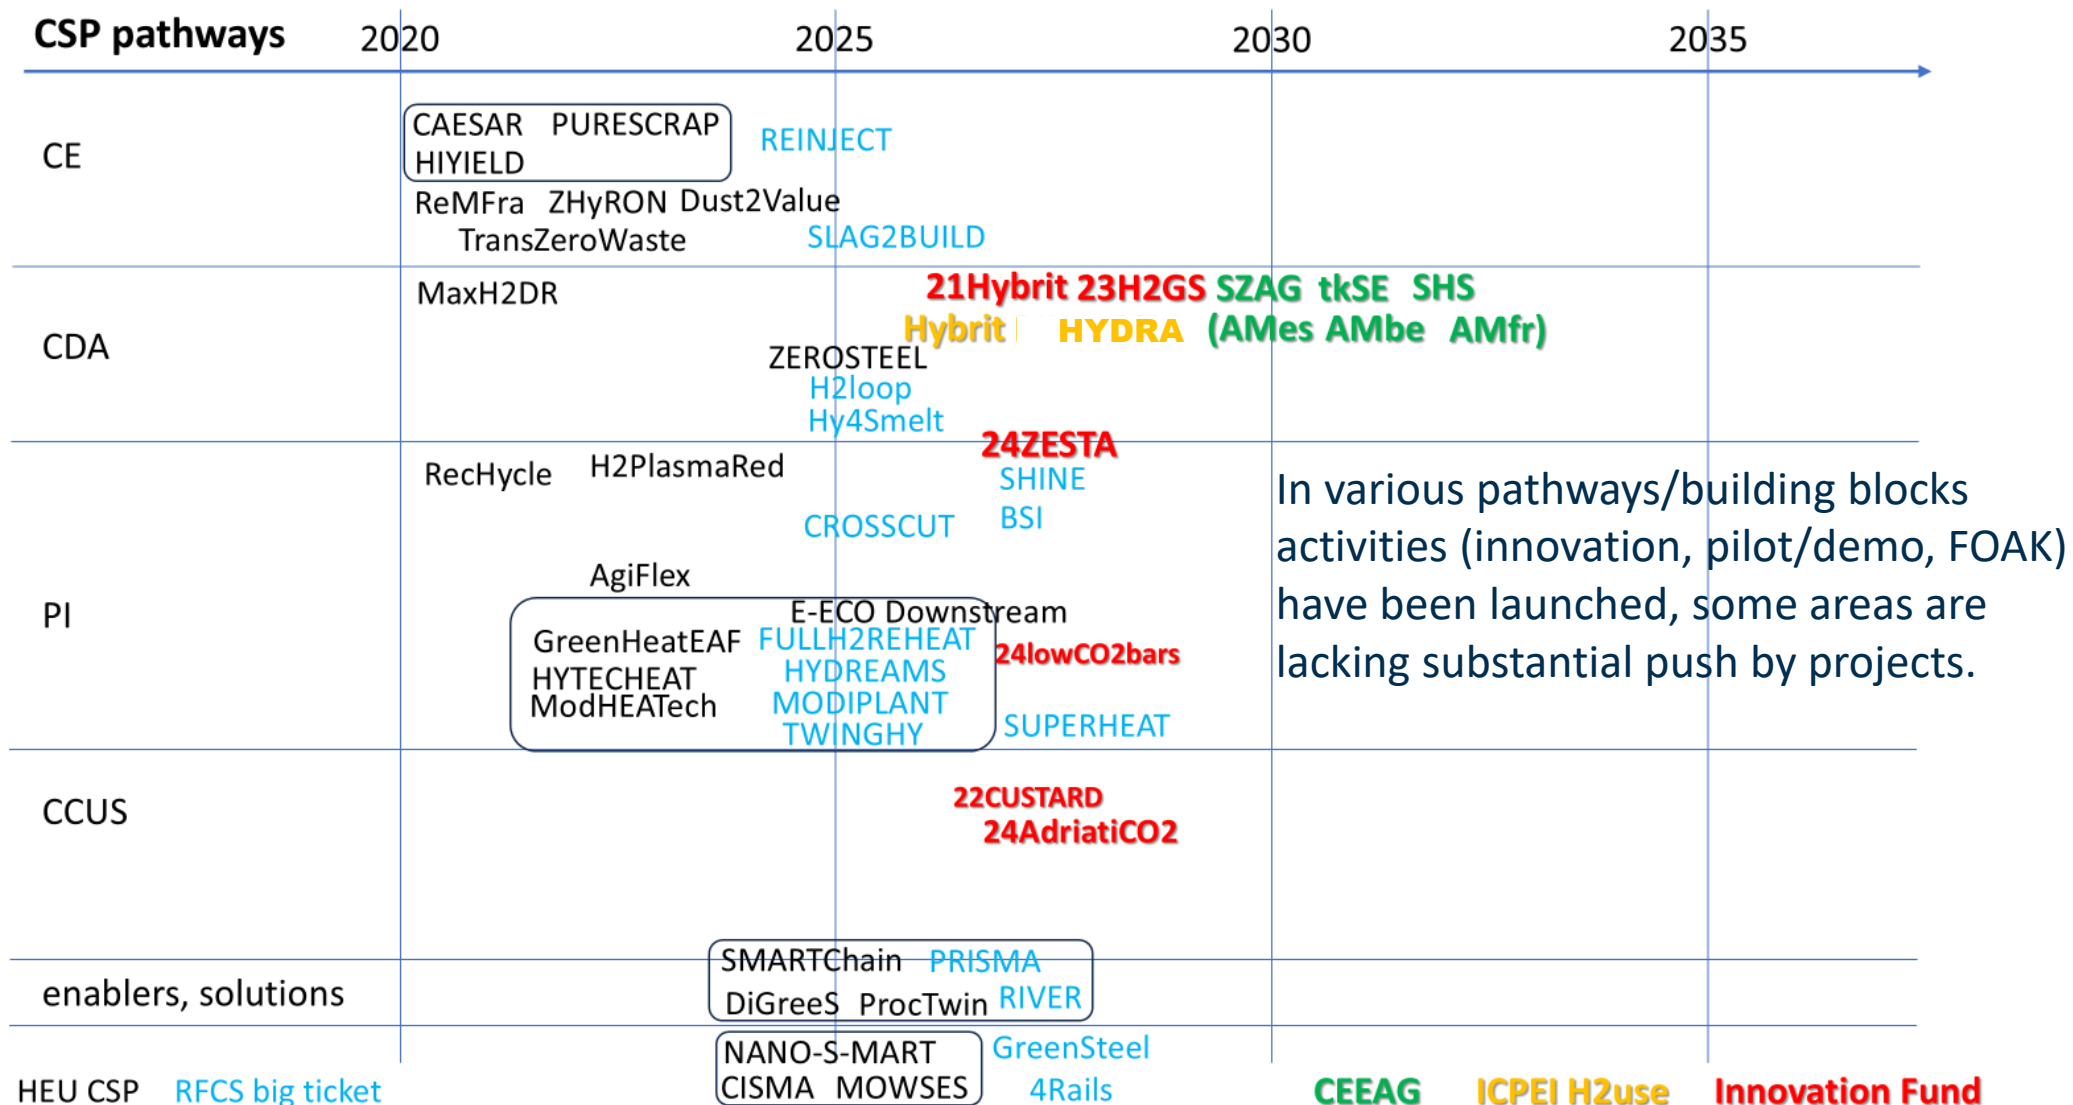 CSP pathways 2020 2025 2030 2035
CE
CAESAR PURESCRAP
HIYIELD
REINJECT
ReMFra ZHyRON Dust2Value
TransZeroWaste
SLAG2BUILD
CDA
MaxH2DR
21Hybrit 23H2GS SZAG tkSE SHS
Hybrit HYDRA (AMes AMbe AMfr)
ZEROSTEEL
H2loop
Hy4Smelt
24ZESTA
PI
RecHycle H2PlasmaRed
SHINE
CROSSCUT
BSI
AgiFlex
E-ECO Downstream
GreenHeatEAF FULLH2REHEAT
24lowCO2bars
HYTECHEAT HYDREAMS
ModHEATech MODIPLANT
TWINGHY
SUPERHEAT
In various pathways/building blocks
activities (innovation, pilot/demo, FOAK)
have been launched, some areas are
lacking substantial push by projects.
CCUS
22CUSTARD
24AdriatiCO2
enablers, solutions
SMARTChain PRISMA
DiGreeS ProcTwin RIVER
NANO-S-MART
CISMA MOWSES
GreenSteel
4Rails
HEU CSP RFCS big ticket CEEAG ICPEI H2use Innovation Fund